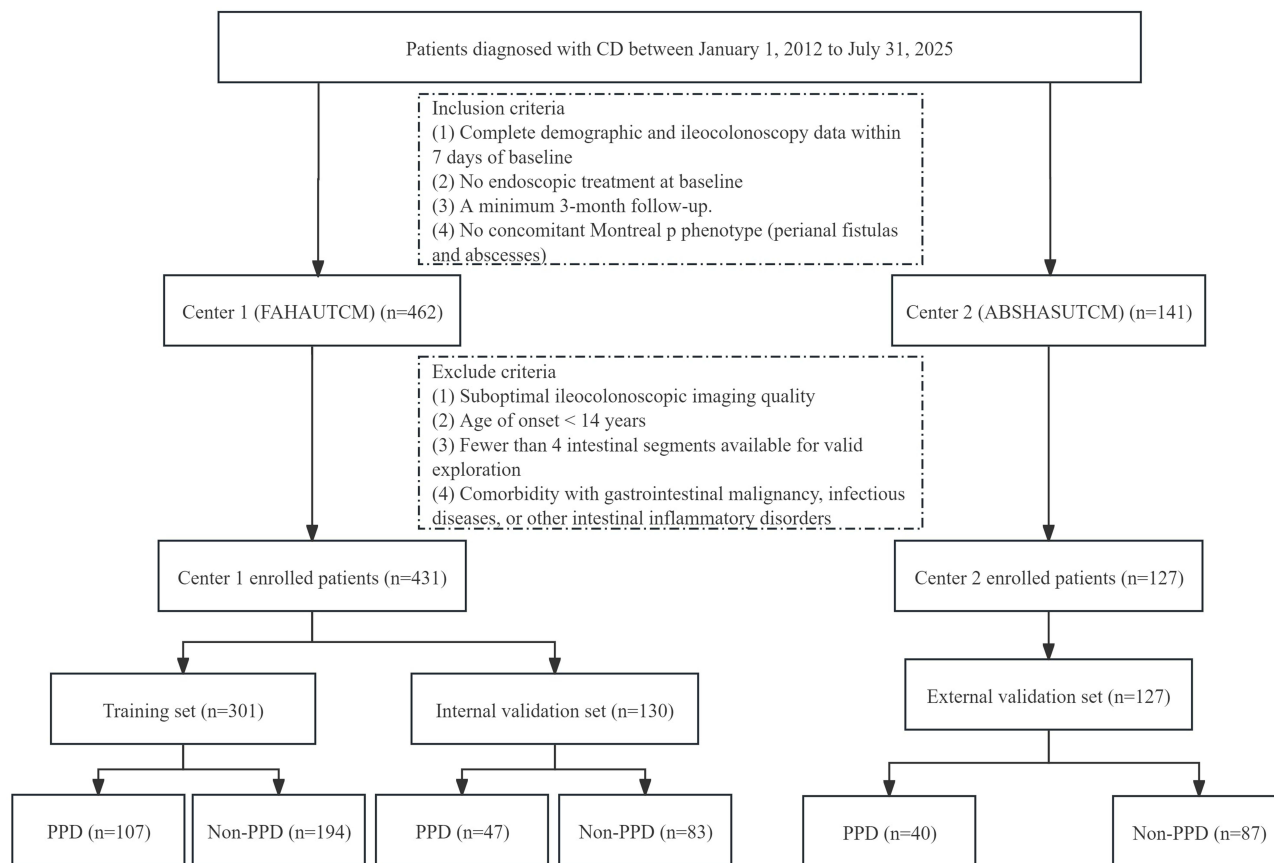 Patients diagnosed with CD between January 1, 2012 to July 31, 2025
Inclusion criteria
(1) Complete demographic and ileocolonoscopy data within
7 days of baseline
(2) No endoscopic treatment at baseline
(3) A minimum 3-month follow-up.
(4) No concomitant Montreal p phenotype (perianal fistulas
and abscesses)
Center 1 (FAHAUTCM) (n=462)
Center 2 (ABSHASUTCM) (n=141)
Exclude criteria
(1) Suboptimal ileocolonoscopic imaging quality
(2) Age of onset < 14 years
(3) Fewer than 4 intestinal segments available for valid
exploration
(4) Comorbidity with gastrointestinal malignancy, infectious
diseases, or other intestinal inflammatory disorders
Center 1 enrolled patients (n=431)
Center 2 enrolled patients (n=127)
Training set (n=301)
Internal validation set (n=130)
External validation set (n=127)
PPD (n=107)
Non-PPD (n=194)
PPD (n=47)
Non-PPD (n=83)
PPD (n=40)
Non-PPD (n=87)